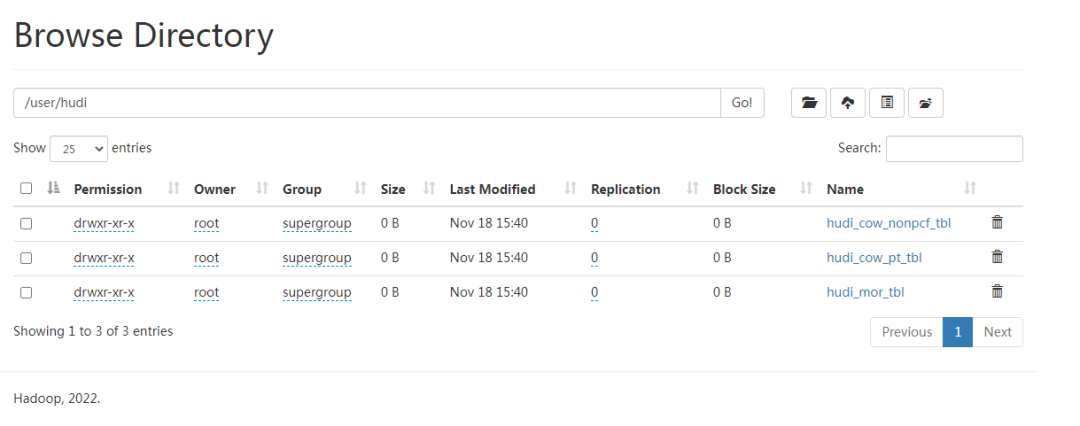 Browse Directory
/user/hudi Go!
Show 25 entries Search:
Permission Owner Group Size Last Modified Replication Block Size Name
drwxr-xr-x root supergroup 0 B Nov 18 15:40 0 0 B hudi_cow_nonpcf_tbl
drwxr-xr-x root supergroup 0 B Nov 18 15:40 0 0 B hudi_cow_pt_tbl
drwxr-xr-x root supergroup 0 B Nov 18 15:40 0 0 B hudi_mor_tbl
Showing 1 to 3 of 3 entries Previous 1 Next
Hadoop, 2022.